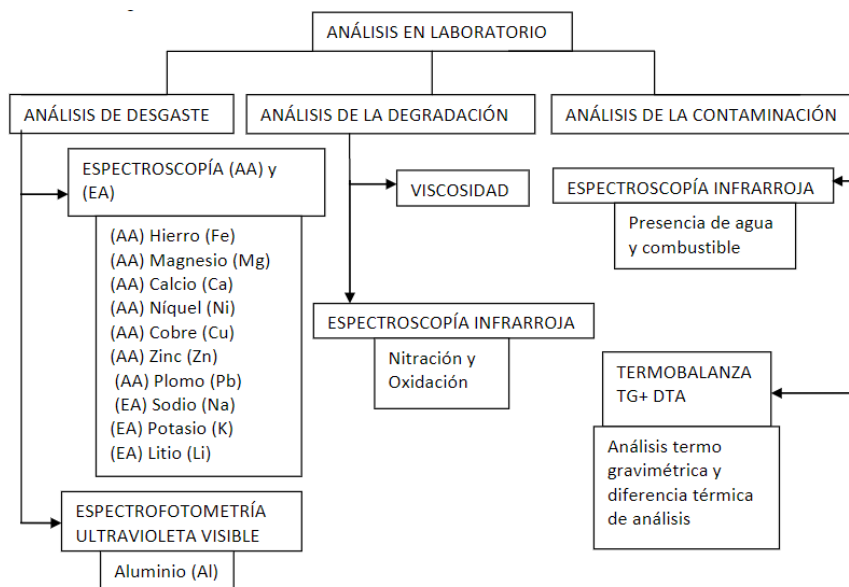 ANÁLISIS EN LABORATORIO
ANÁLISIS DE DESGASTE
ANÁLISIS DE LA DEGRADACIÓN
ANÁLISIS DE LA CONTAMINACIÓN
ESPECTROSCOPÍA (AA) y
(EA)
(AA) Hierro (Fe)
(AA) Magnesio (Mg)
(AA) Calcio (Ca)
(AA) Níquel (Ni)
(AA) Cobre (Cu)
(AA) Zinc (Zn)
(AA) Plomo (Pb)
(EA) Sodio (Na)
(EA) Potasio (K)
(EA) Litio (Li)
ESPECTROFOTOMETRÍA
ULTRAVIOLETA VISIBLE
Aluminio (Al)
VISCOSIDAD
ESPECTROSCOPÍA INFRARROJA
Nitración y
Oxidación
ESPECTROSCOPÍA INFRARROJA
Presencia de agua
y combustible
TERMOBALANZA
TG+ DTA
Análisis termo
gravimétrica y
diferencia térmica
de análisis